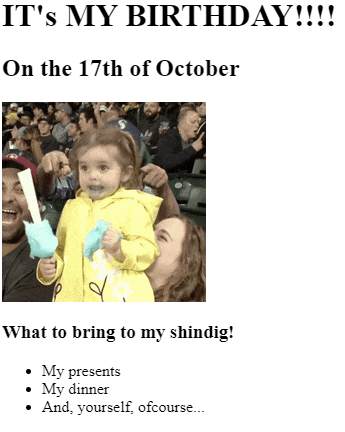 IT's MY BIRTHDAY!!!!
On the 17th of October
What to bring to my shindig!
My presents
My dinner
And, yourself, ofcourse...